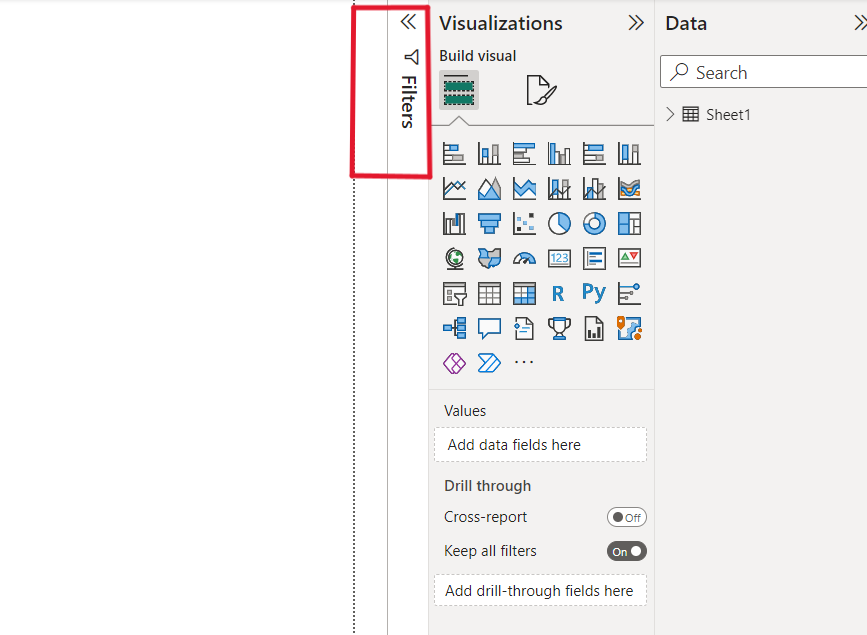 Filters
Visualizations
Build visual
123
R
Py
...
Values
Add data fields here
Drill through
Cross-report
Off
Keep all filters
On
Add drill-through fields here
Data
Search
Sheet1